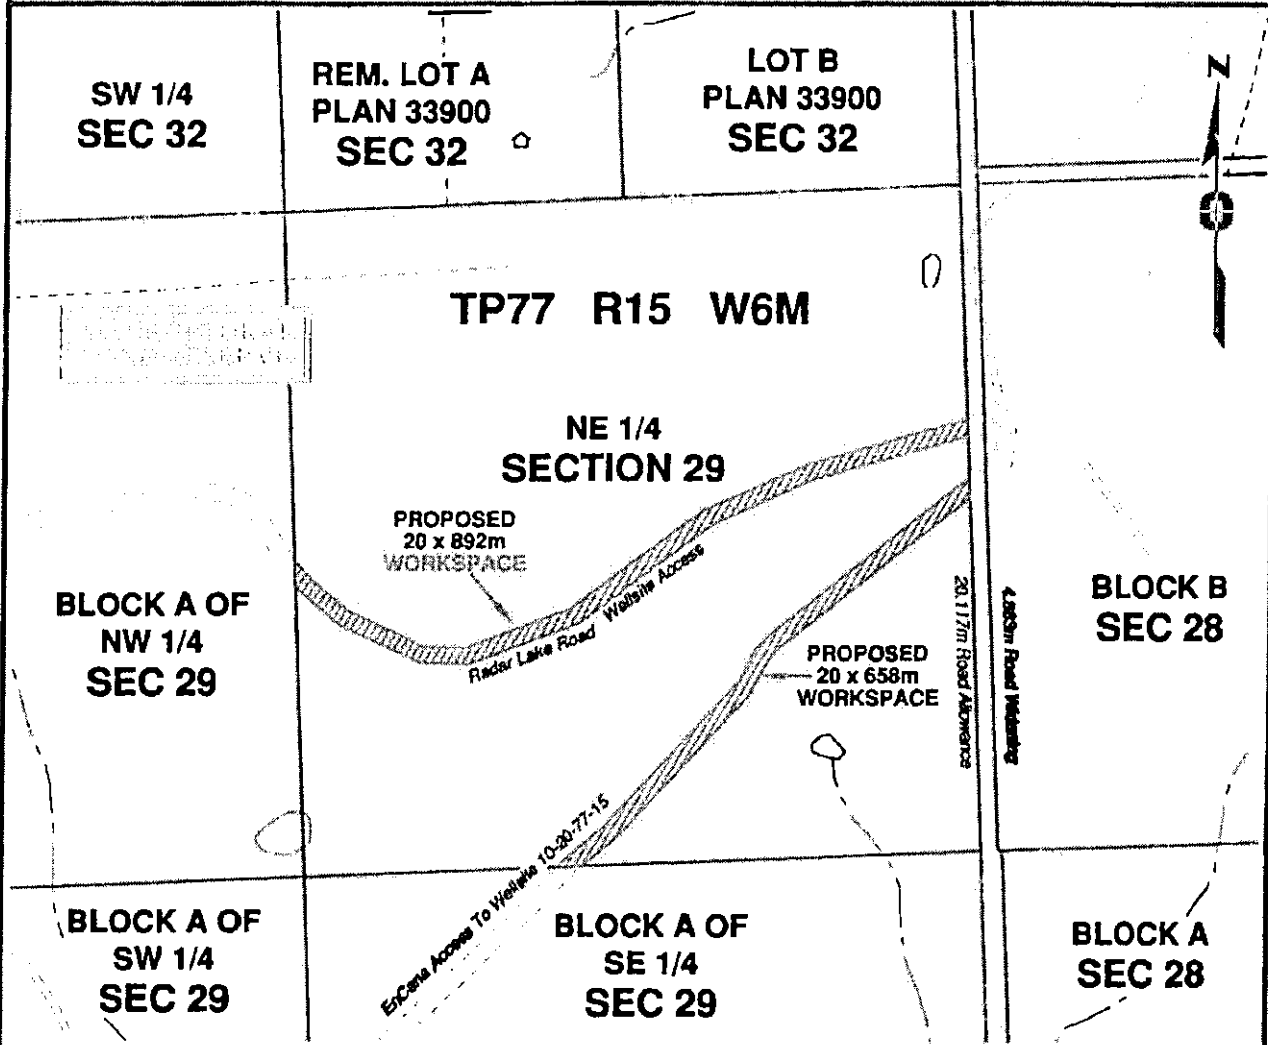 SW 1/4
SEC 32
REM. LOT A
PLAN 33900
SEC 32
LOT B
PLAN 33900
SEC 32
N
TP77 R15 W6M
NE 1/4
SECTION 29
PROPOSED
20 x 892m
WORKSPACE
Radar Lake Road Wellsite Access
BLOCK A OF
NW 1/4
SEC 29
PROPOSED
20 x 658m
WORKSPACE
20.117m Road Allowance
Road Widening
BLOCK B
SEC 28
EnCana Access To Wellsite 10-20-77-15
BLOCK A OF
SW 1/4
SEC 29
BLOCK A OF
SE 1/4
SEC 29
BLOCK A
SEC 28